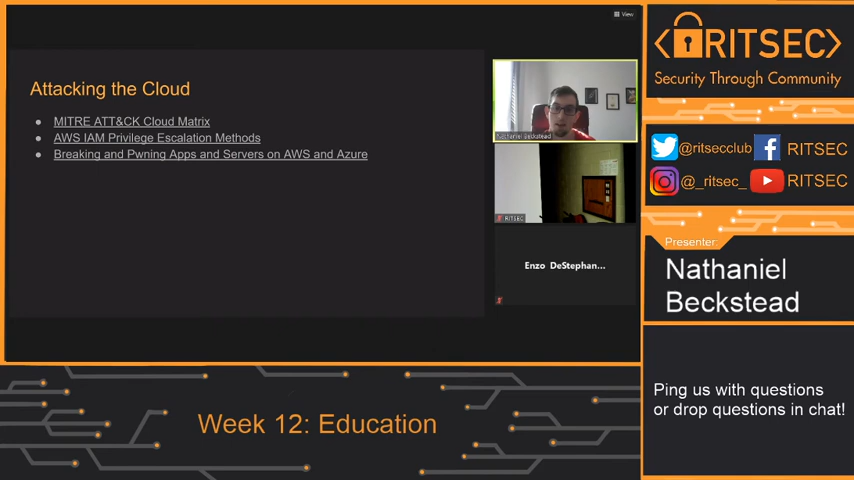 View
Attacking the Cloud
MITRE ATT&CK Cloud Matrix
AWS IAM Privilege Escalation Methods
Breaking and Pwning Apps and Servers on AWS and Azure
Nathaniel Beckstead
RITSEC
Enzo DeStephan...
<RITSEC>
Security Through Community
@ritsecclub
RITSEC
@_ritsec_
RITSEC
Presenter:
Nathaniel
Beckstead
Ping us with questions
or drop questions in chat!
Week 12: Education